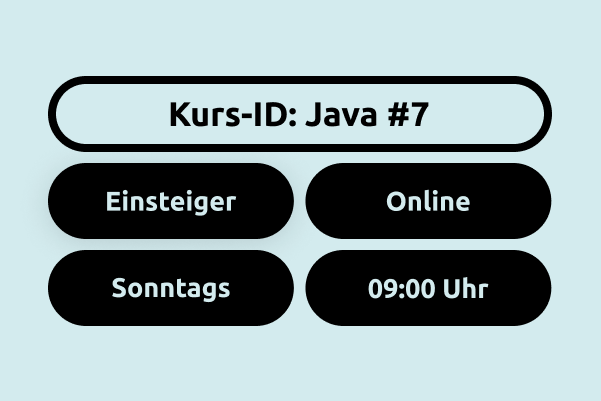 Kurs-ID: Java #7
Einsteiger
Online
Sonntags
09:00 Uhr